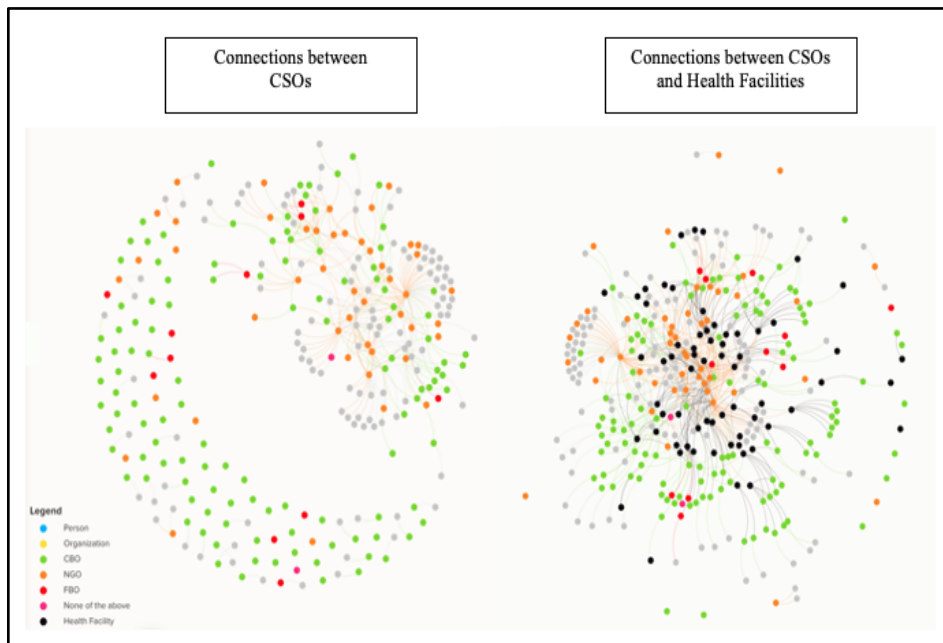 Connections between
CSOs
Connections between CSOs
and Health Facilities
Legend
Person
Organization
CBO
NGO
FBO
None of the above
Health Facility